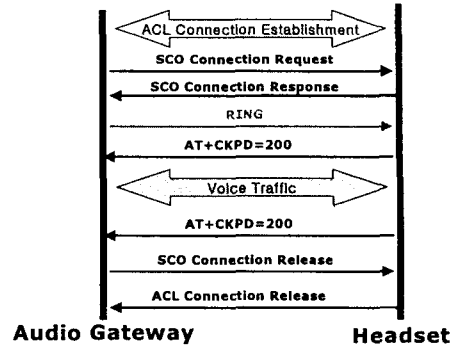 ACL Connection Establishment
SCO Connection Request
SCO Connection Response
RING
AT+CKPD=200
Voice Traffic
AT+CKPD=200
SCO Connection Release
ACL Connection Release
Audio Gateway
Headset